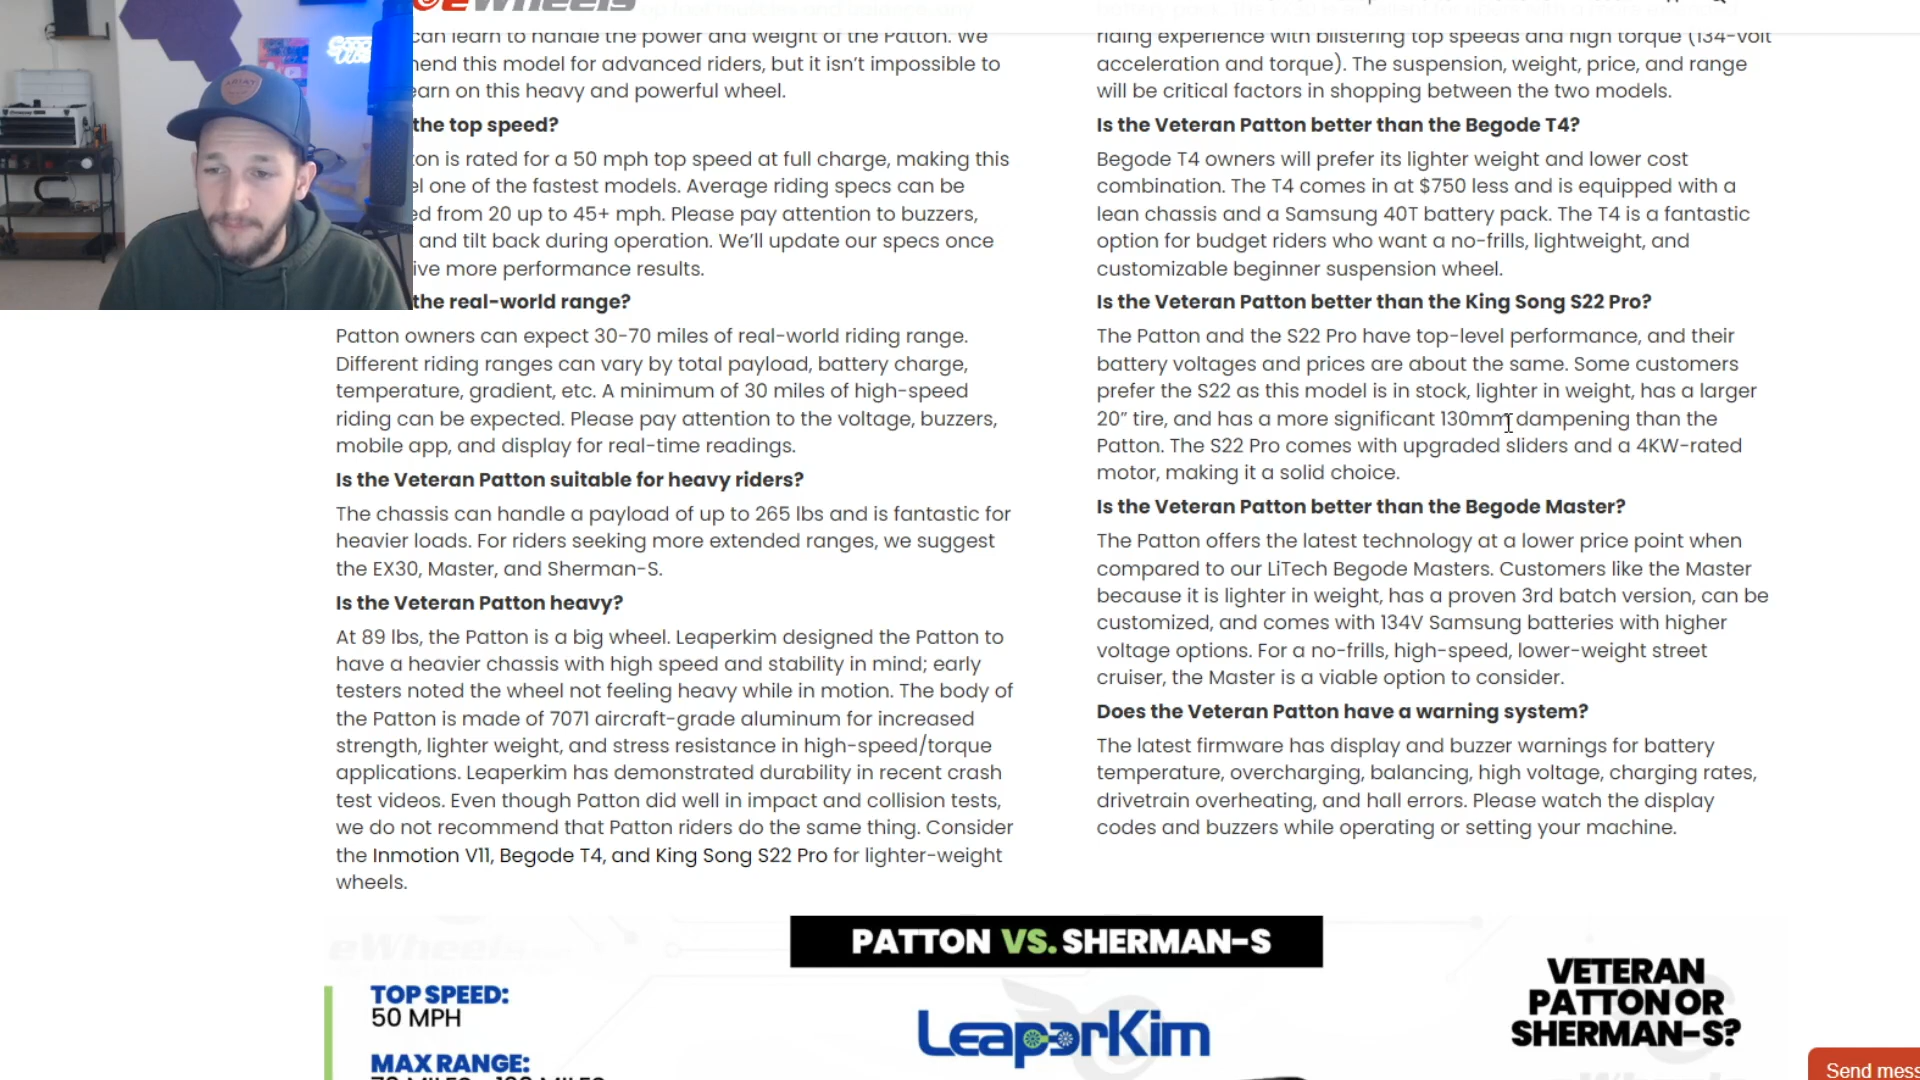 eWheels
can learn to handle the power and weight of the Patton. We
mend this model for advanced riders, but it isn't impossible to
earn on this heavy and powerful wheel.
the top speed?
ton is rated for a 50 mph top speed at full charge, making this
el one of the fastest models. Average riding specs can be
ed from 20 up to 45+ mph. Please pay attention to buzzers,
and tilt back during operation. We'll update our specs once
ive more performance results.
the real-world range?
Patton owners can expect 30-70 miles of real-world riding range.
Different riding ranges can vary by total payload, battery charge,
temperature, gradient, etc. A minimum of 30 miles of high-speed
riding can be expected. Please pay attention to the voltage, buzzers,
mobile app, and display for real-time readings.
Is the Veteran Patton suitable for heavy riders?
The chassis can handle a payload of up to 265 lbs and is fantastic for
heavier loads. For riders seeking more extended ranges, we suggest
the EX30, Master, and Sherman-S.
Is the Veteran Patton heavy?
At 89 lbs, the Patton is a big wheel. Leaperkim designed the Patton to
have a heavier chassis with high speed and stability in mind; early
testers noted the wheel not feeling heavy while in motion. The body of
the Patton is made of 7071 aircraft-grade aluminum for increased
strength, lighter weight, and stress resistance in high-speed/torque
applications. Leaperkim has demonstrated durability in recent crash
test videos. Even though Patton did well in impact and collision tests,
we do not recommend that Patton riders do the same thing. Consider
the Inmotion V11, Begode T4, and King Song S22 Pro for lighter-weight
wheels.
riding experience with blistering top speeds and high torque (134-volt
acceleration and torque). The suspension, weight, price, and range
will be critical factors in shopping between the two models.
Is the Veteran Patton better than the Begode T4?
Begode T4 owners will prefer its lighter weight and lower cost
combination. The T4 comes in at $750 less and is equipped with a
lean chassis and a Samsung 40T battery pack. The T4 is a fantastic
option for budget riders who want a no-frills, lightweight, and
customizable beginner suspension wheel.
Is the Veteran Patton better than the King Song S22 Pro?
The Patton and the S22 Pro have top-level performance, and their
battery voltages and prices are about the same. Some customers
prefer the S22 as this model is in stock, lighter in weight, has a larger
20" tire, and has a more significant 130mm dampening than the
Patton. The S22 Pro comes with upgraded sliders and a 4KW-rated
motor, making it a solid choice.
Is the Veteran Patton better than the Begode Master?
The Patton offers the latest technology at a lower price point when
compared to our LiTech Begode Masters. Customers like the Master
because it is lighter in weight, has a proven 3rd batch version, can be
customized, and comes with 134V Samsung batteries with higher
voltage options. For a no-frills, high-speed, lower-weight street
cruiser, the Master is a viable option to consider.
Does the Veteran Patton have a warning system?
The latest firmware has display and buzzer warnings for battery
temperature, overcharging, balancing, high voltage, charging rates,
drivetrain overheating, and hall errors. Please watch the display
codes and buzzers while operating or setting your machine.
PATTON VS. SHERMAN-S
eWheels
TOP SPEED:
50 MPH
MAX RANGE:
LeaperKim
VETERAN
PATTON OR
SHERMAN-S?
Send mess